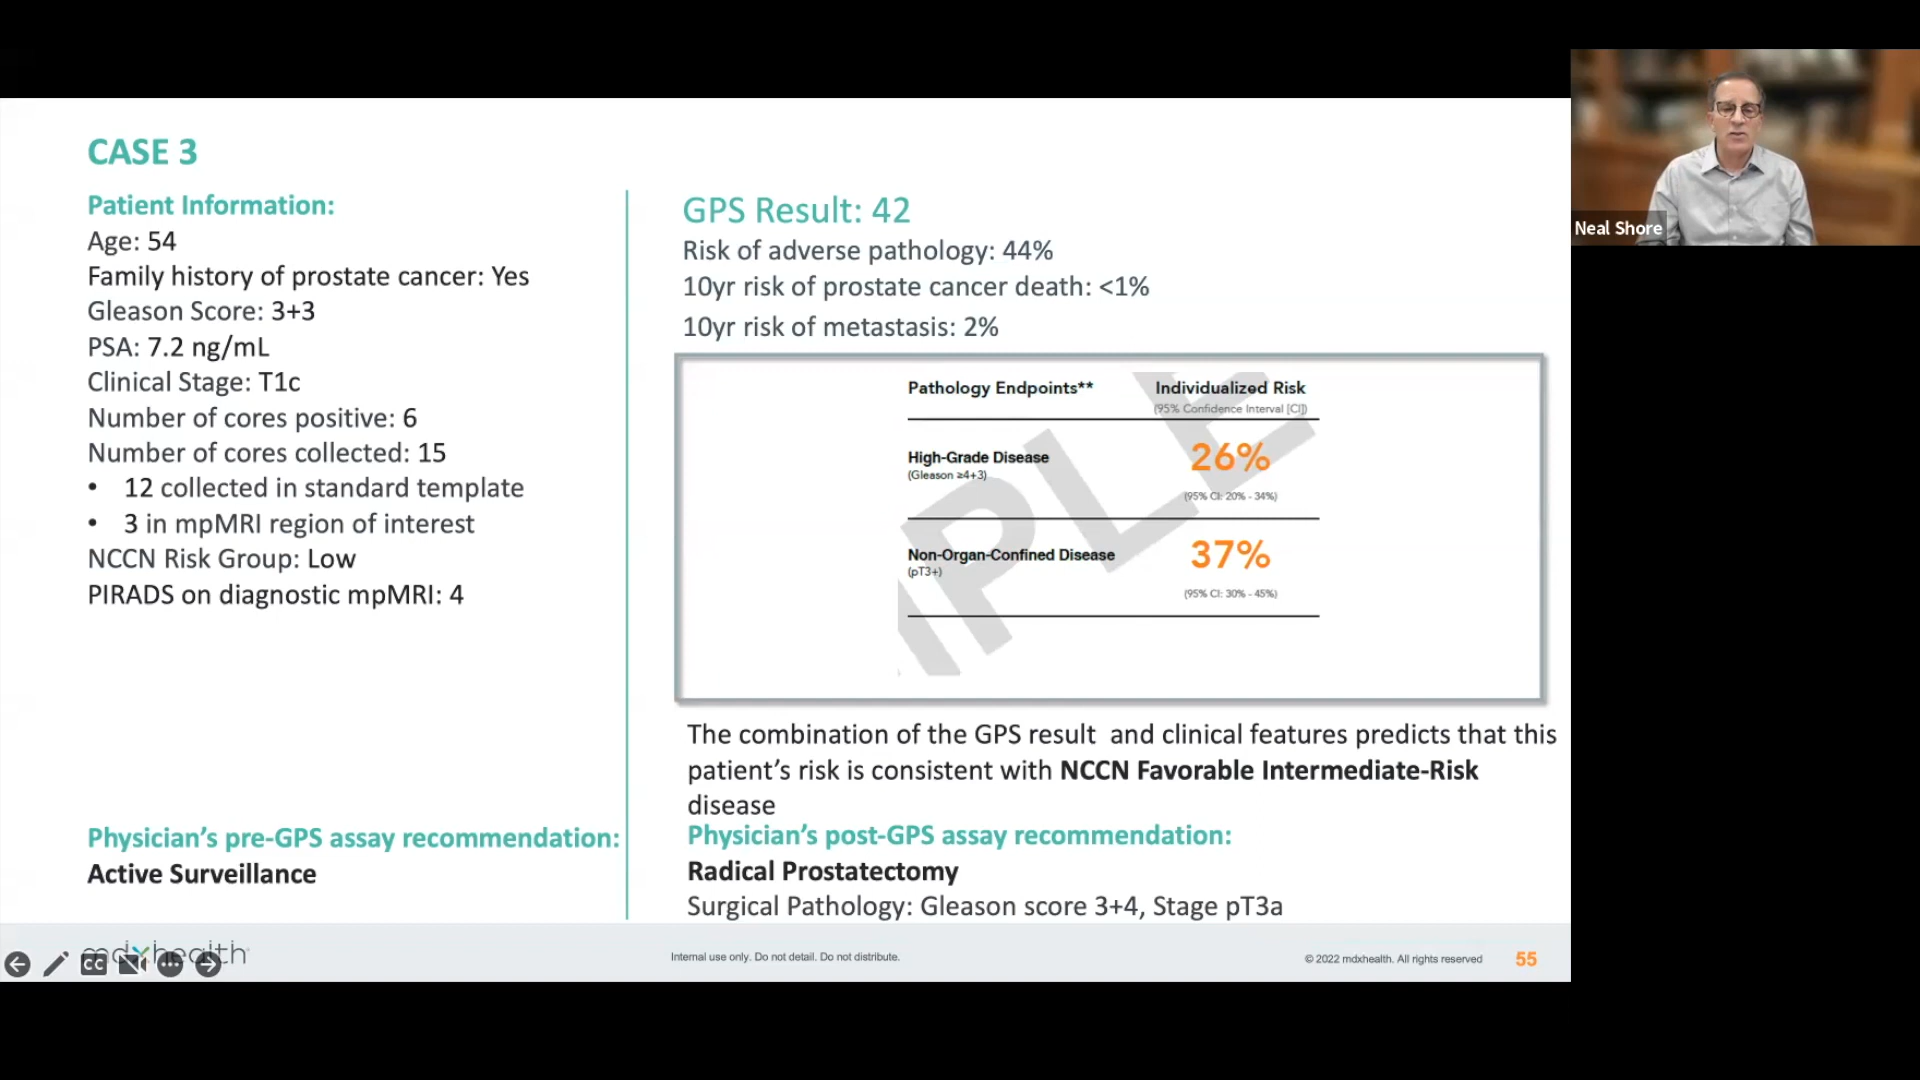 CASE 3
Patient Information:
Age: 54
Family history of prostate cancer: Yes
Gleason Score: 3+3
PSA: 7.2 ng/mL
Clinical Stage: T1c
Number of cores positive: 6
Number of cores collected: 15
• 12 collected in standard template
• 3 in mpMRI region of interest
NCCN Risk Group: Low
PIRADS on diagnostic mpMRI: 4
Physician's pre-GPS assay recommendation:
Active Surveillance
GPS Result: 42
Risk of adverse pathology: 44%
10yr risk of prostate cancer death: <1%
10yr risk of metastasis: 2%
Pathology Endpoints** Individualized Risk
(95% Confidence Interval [CI])
High-Grade Disease 26%
(Gleason ≥4+3)
(95% CI: 20% - 34%)
Non-Organ-Confined Disease 37%
(pT3+)
(95% CI: 30% - 45%)
MPLE
The combination of the GPS result and clinical features predicts that this
patient's risk is consistent with NCCN Favorable Intermediate-Risk
disease
Physician's post-GPS assay recommendation:
Radical Prostatectomy
Surgical Pathology: Gleason score 3+4, Stage pT3a
mdxhealth
CC
Internal use only. Do not detail. Do not distribute.
© 2022 mdxhealth. All rights reserved
55
Neal Shore